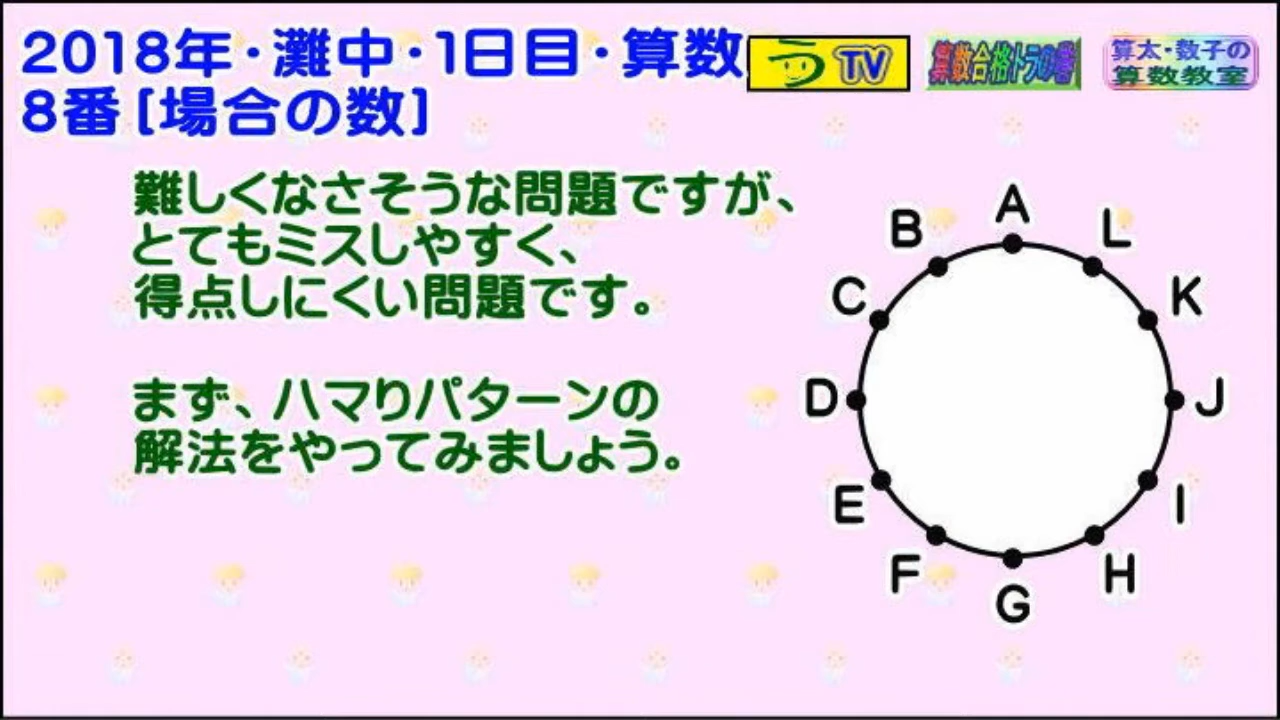 2018年・灘中・1日目・算数
8番[場合の数]
う TV
算数合格トラの巻
算太・数子の
算数教室
難しくなさそうな問題ですが、
とてもミスしやすく、
得点しにくい問題です。
まず、ハマりパターンの
解法をやってみましょう。
A
B
L
C
K
D
J
E
I
F
H
G